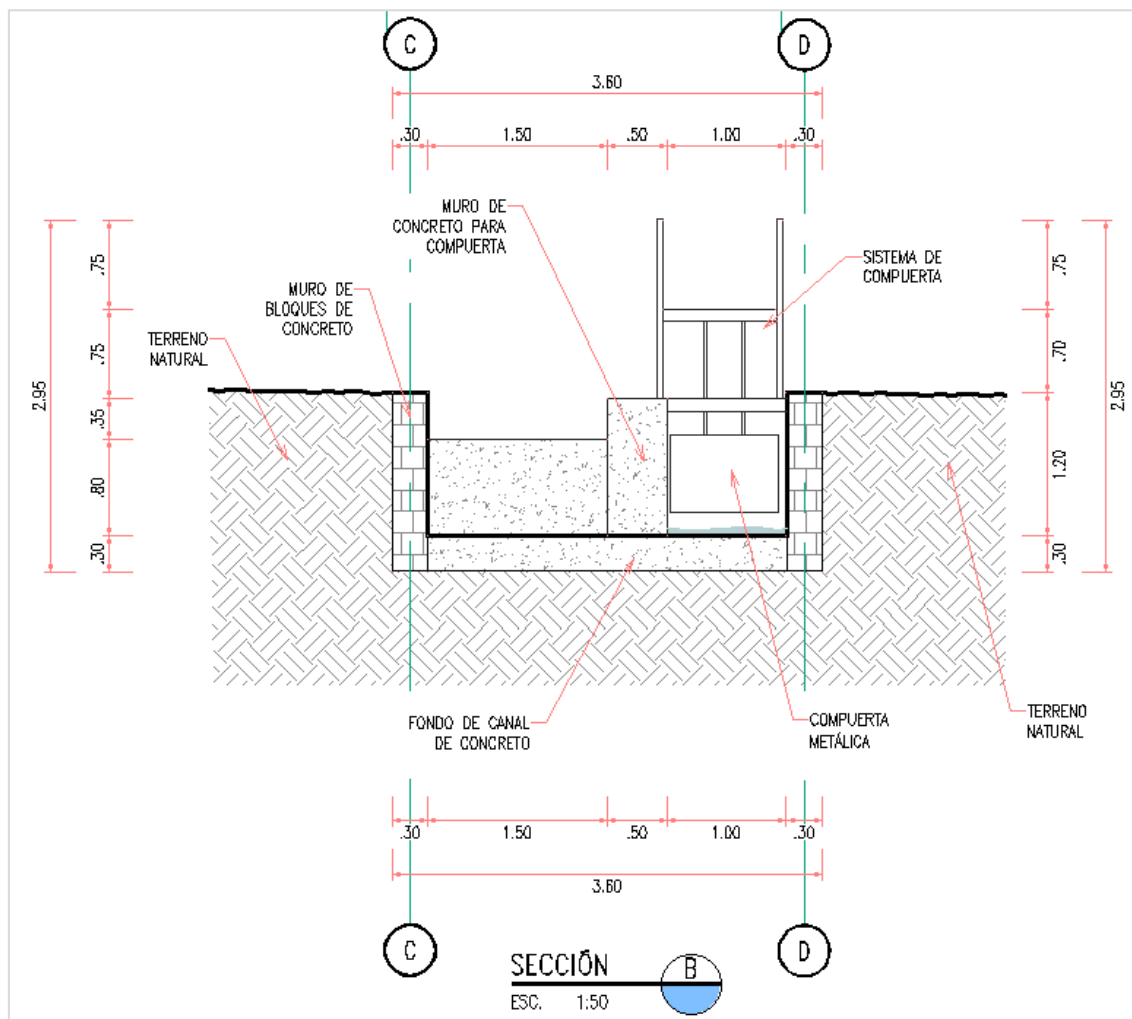 C
D
3.60
.30
1.50
.50
1.00
.30
MURO DE
CONCRETO PARA
COMPUERTA
SISTEMA DE
COMPUERTA
MURO DE
BLOQUES DE
CONCRETO
TERRENO
NATURAL
2.95
.75
.75
.35
.80
.30
.75
.70
1.20
.30
2.95
FONDO DE CANAL
DE CONCRETO
COMPUERTA
METÁLICA
TERRENO
NATURAL
.30
1.50
.50
1.00
.30
3.60
C
D
SECCIÓN
B
ESC. 1:50